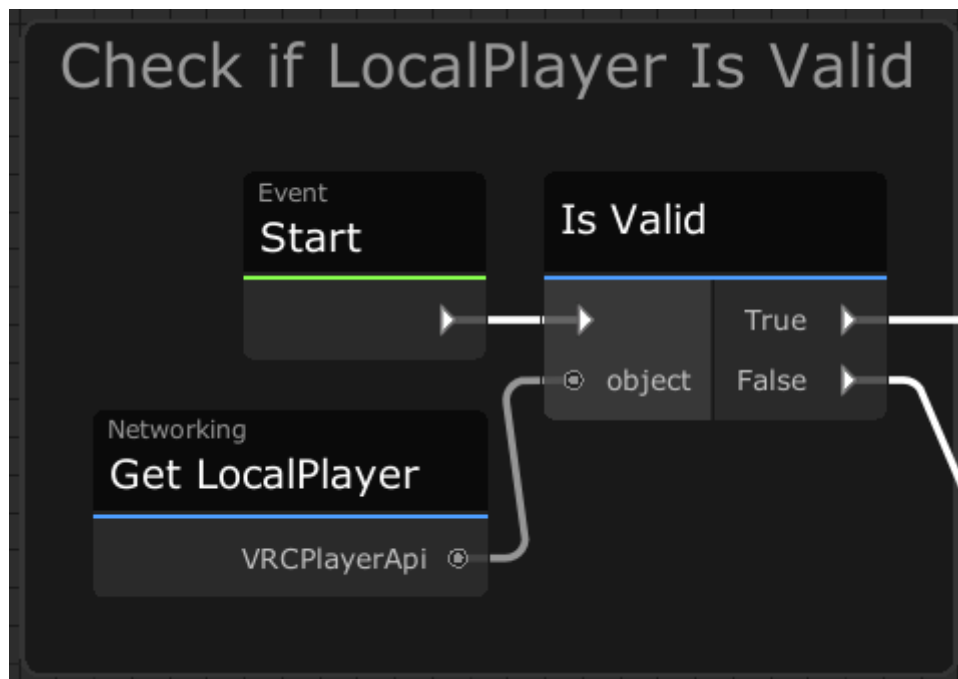 Check if LocalPlayer Is Valid
Event
Start
Is Valid
True
object
False
Networking
Get LocalPlayer
VRCPlayerApi